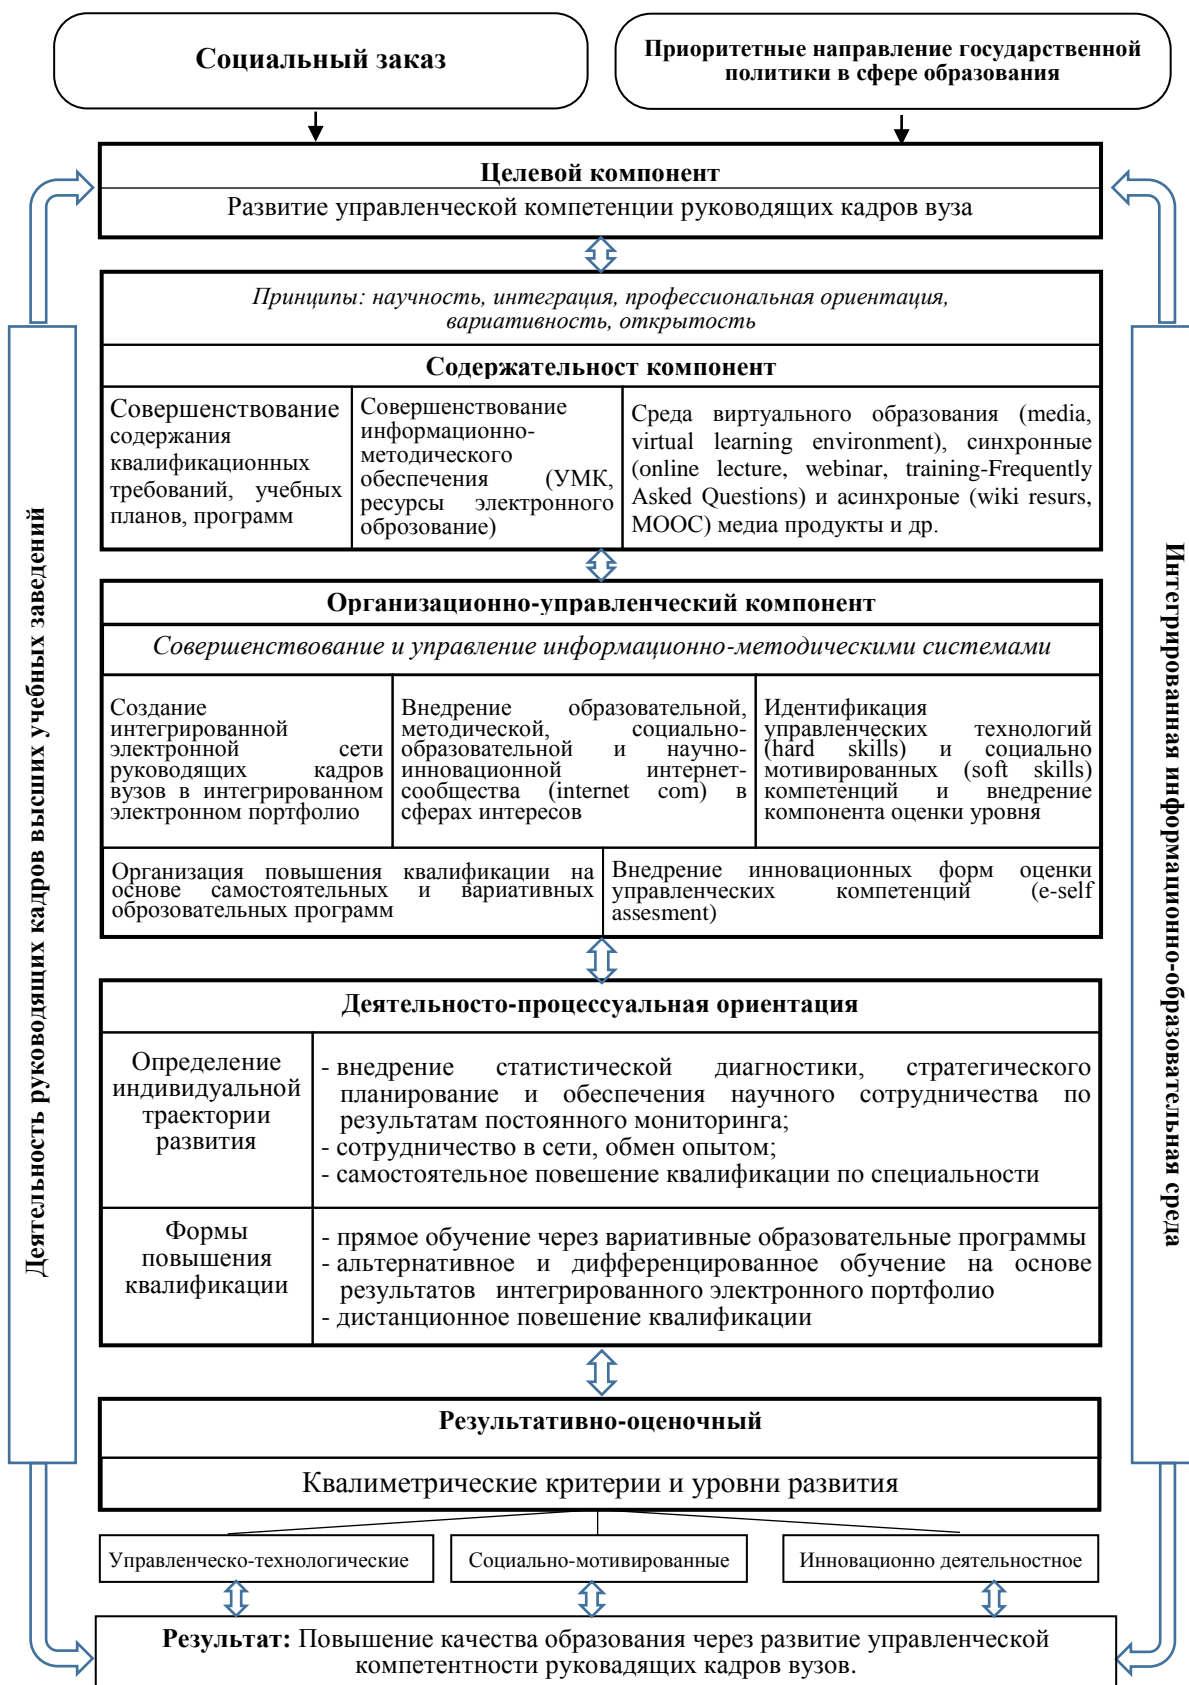 Социальный заказ
Приоритетные направление государственной
политики в сфере образования
Целевой компонент
Развитие управленческой компетенции руководящих кадров вуза
Принципы: научность, интеграция, профессиональная ориентация,
вариативность, открытость
Содержательност компонент
Совершенствование
содержания
квалификационных
требований, учебных
планов, программ
Совершенствование
информационно-
методического
обеспечения (УМК,
ресурсы электронного
оброзование)
Среда виртуального образования (media,
virtual learning environment), синхронные
(online lecture, webinar, training-Frequently
Asked Questions) и асинхроные (wiki resurs,
MOOC) медиа продукты и др.
Организационно-управленческий компонент
Совершенствование и управление информационно-методическими системами
Создание
интегрированной
электронной сети
руководящих кадров
вузов в интегрированном
электронном портфолио
Внедрение образовательной,
методической, социально-
образовательной и научно-
инновационной интернет-
сообщества (internet com) в
сферах интересов
Идентификация
управленческих технологий
(hard skills) и социально
мотивированных (soft skills)
компетенций и внедрение
компонента оценки уровня
Организация повышения квалификации на
основе самостоятельных и вариативных
оброзовательных программ
Внедрение инновационных форм оценки
управленческих компетенций (e-self
assesment)
Деятельносто-процессуальная ориентация
Определение
индивидуальной
траектории
развития
- внедрение статистической диагностики, стратегического
планирование и обеспечения научного сотрудничества по
результатам постоянного мониторинга;
- сотрудничество в сети, обмен опытом;
- самостоятельное повешение квалификации по специальности
Формы
повышения
квалификации
- прямое обучение через вариативные образовательные программы
- альтернативное и дифференцированное обучение на основе
результатов интегрированного электронного портфолио
- дистанционное повешение квалификации
Результативно-оценочный
Квалиметрические критерии и уровни развития
Управленческо-технологические
Социально-мотивированные
Инновационно деятельностное
Результат: Повышение качества образования через развитие управленческой
компетентности руковадящих кадров вузов.
Деятельность руководящих кадров высших учебных заведений
Интегрированная информационно-образовательная среда